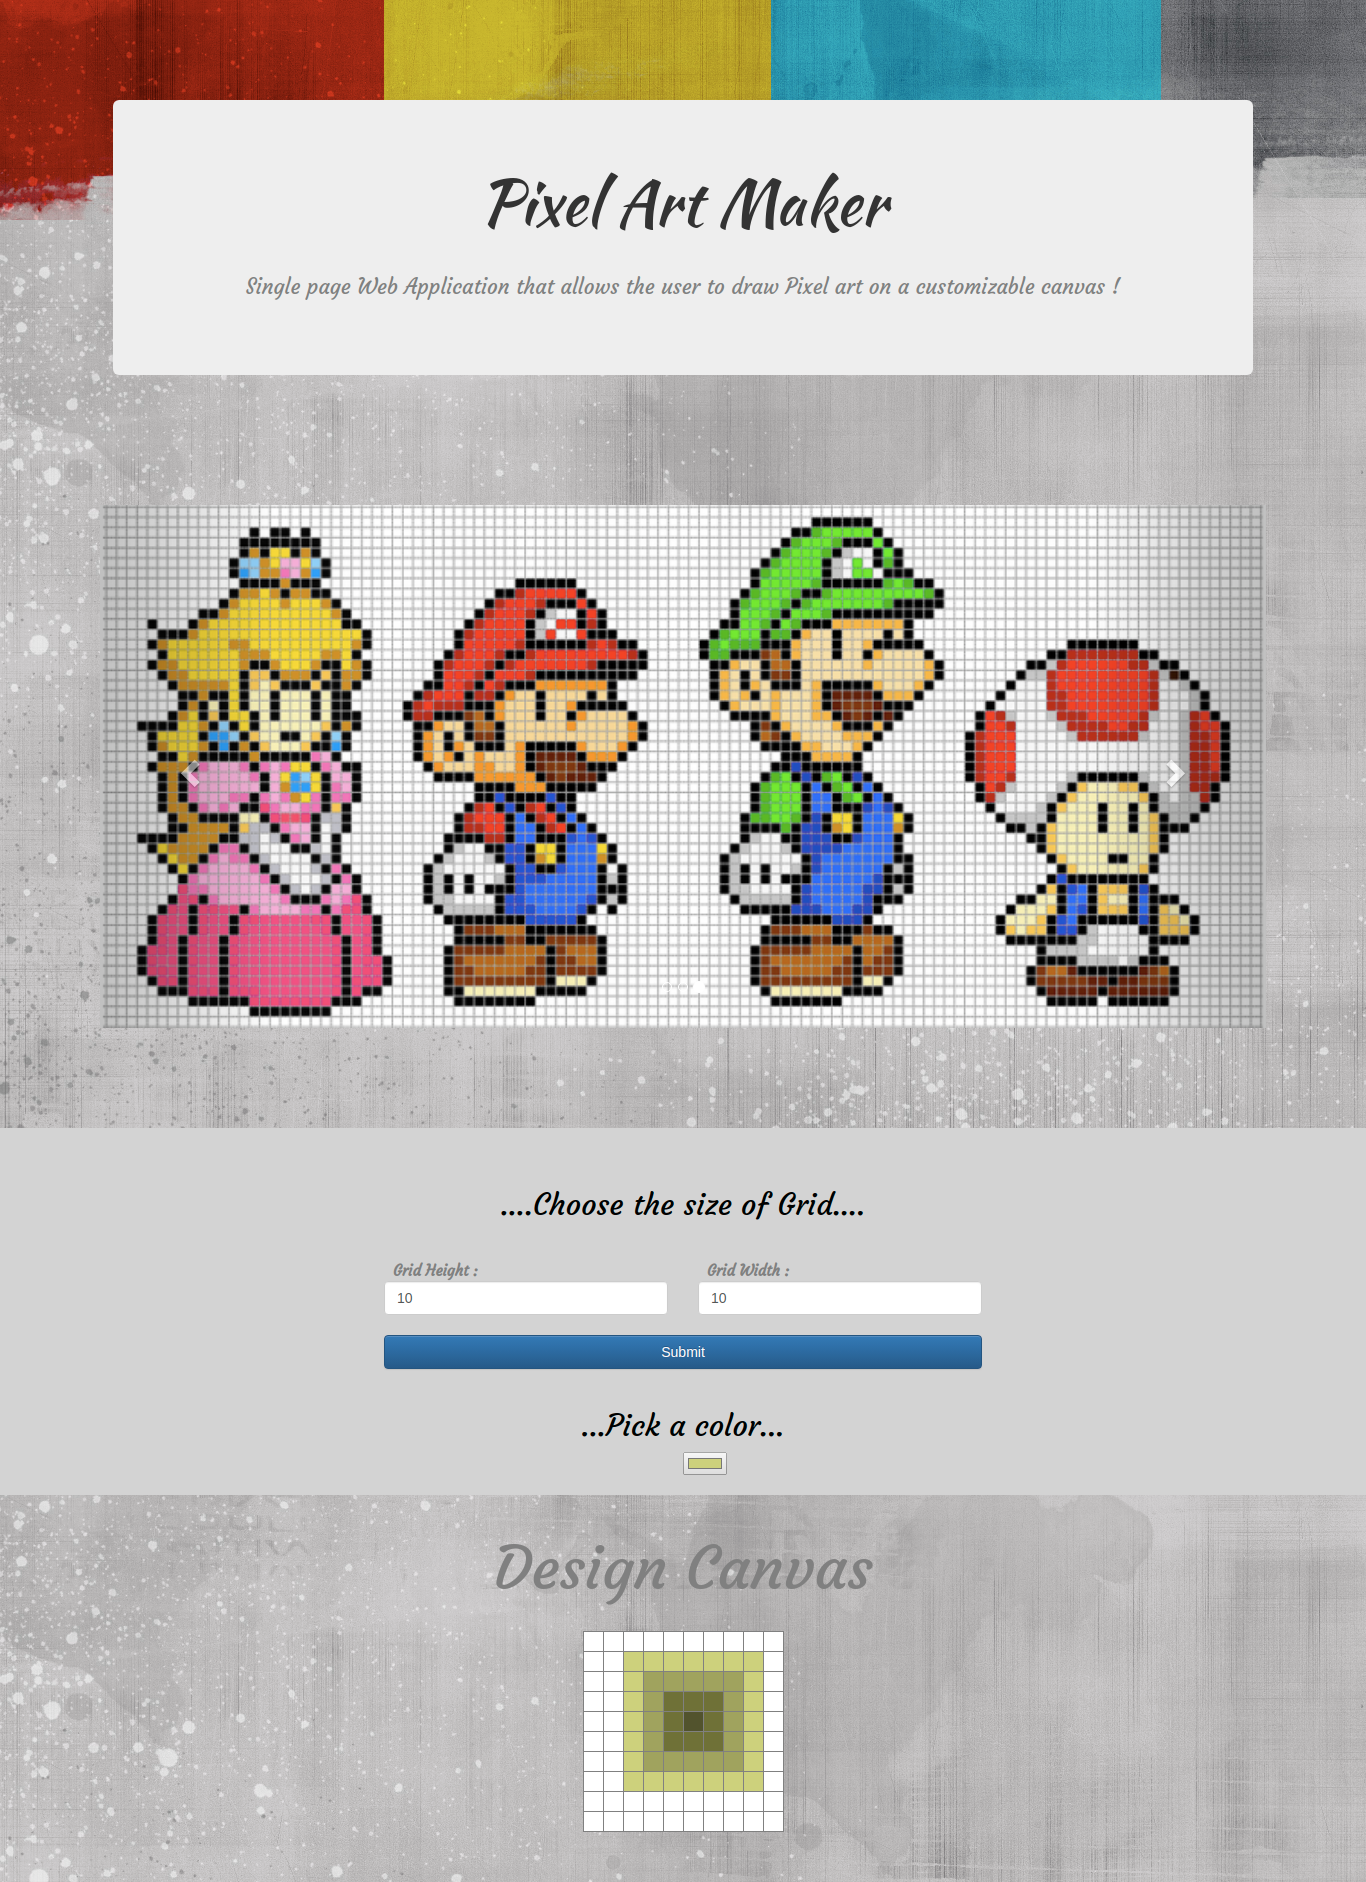 Pixel Art Maker
Single page Web Application that allows the user to draw Pixel art on a customizable canvas !
....Choose the size of Grid....
Grid Height :
Grid Width :
10
10
Submit
...Pick a color...
Design Canvas